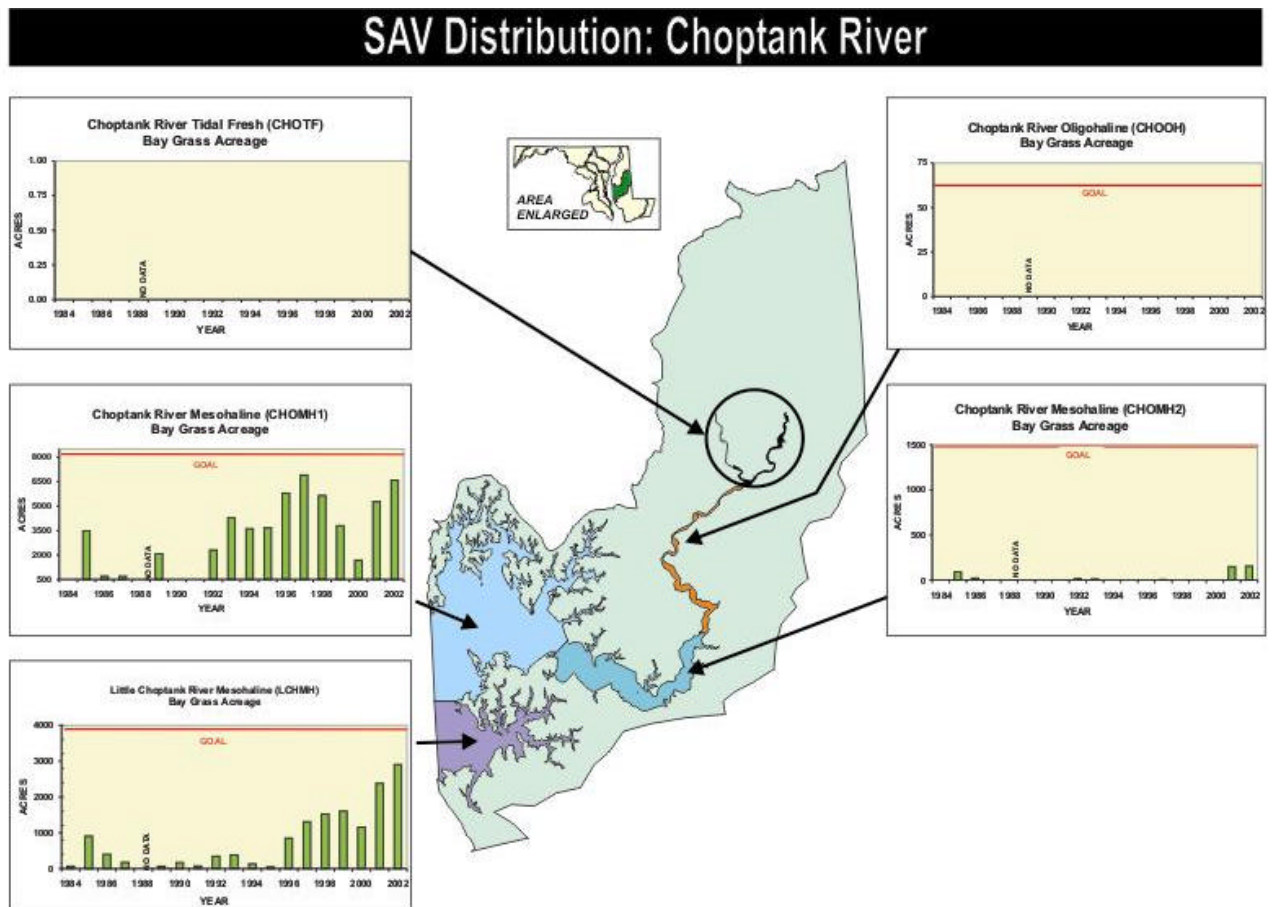 SAV Distribution: Choptank River
Choptank River Tidal Fresh (CHOTF)
Bay Grass Acreage
1.00
0.75
0.50
0.25
0.00
ACRES
NO DATA
1984 1986 1988 1990 1992 1994 1996 1998 2000 2002
YEAR
AREA
ENLARGED
Choptank River Oligohaline (CHOOH)
Bay Grass Acreage
75
50
25
0
ACRES
GOAL
NO DATA
1984 1986 1988 1990 1992 1994 1996 1998 2000 2002
YEAR
Choptank River Mesohaline (CHOMH1)
Bay Grass Acreage
8000
6500
5000
3500
2000
500
ACRES
GOAL
NO DATA
1984 1986 1988 1990 1992 1994 1996 1998 2000 2002
YEAR
Choptank River Mesohaline (CHOMH2)
Bay Grass Acreage
1500
1000
500
0
ACRES
GOAL
NO DATA
1984 1986 1988 1990 1992 1994 1996 1998 2000 2002
YEAR
Little Choptank River Mesohaline (LCHMH)
Bay Grass Acreage
4000
3000
2000
1000
0
ACRES
GOAL
NO DATA
1984 1986 1988 1990 1992 1994 1996 1998 2000 2002
YEAR